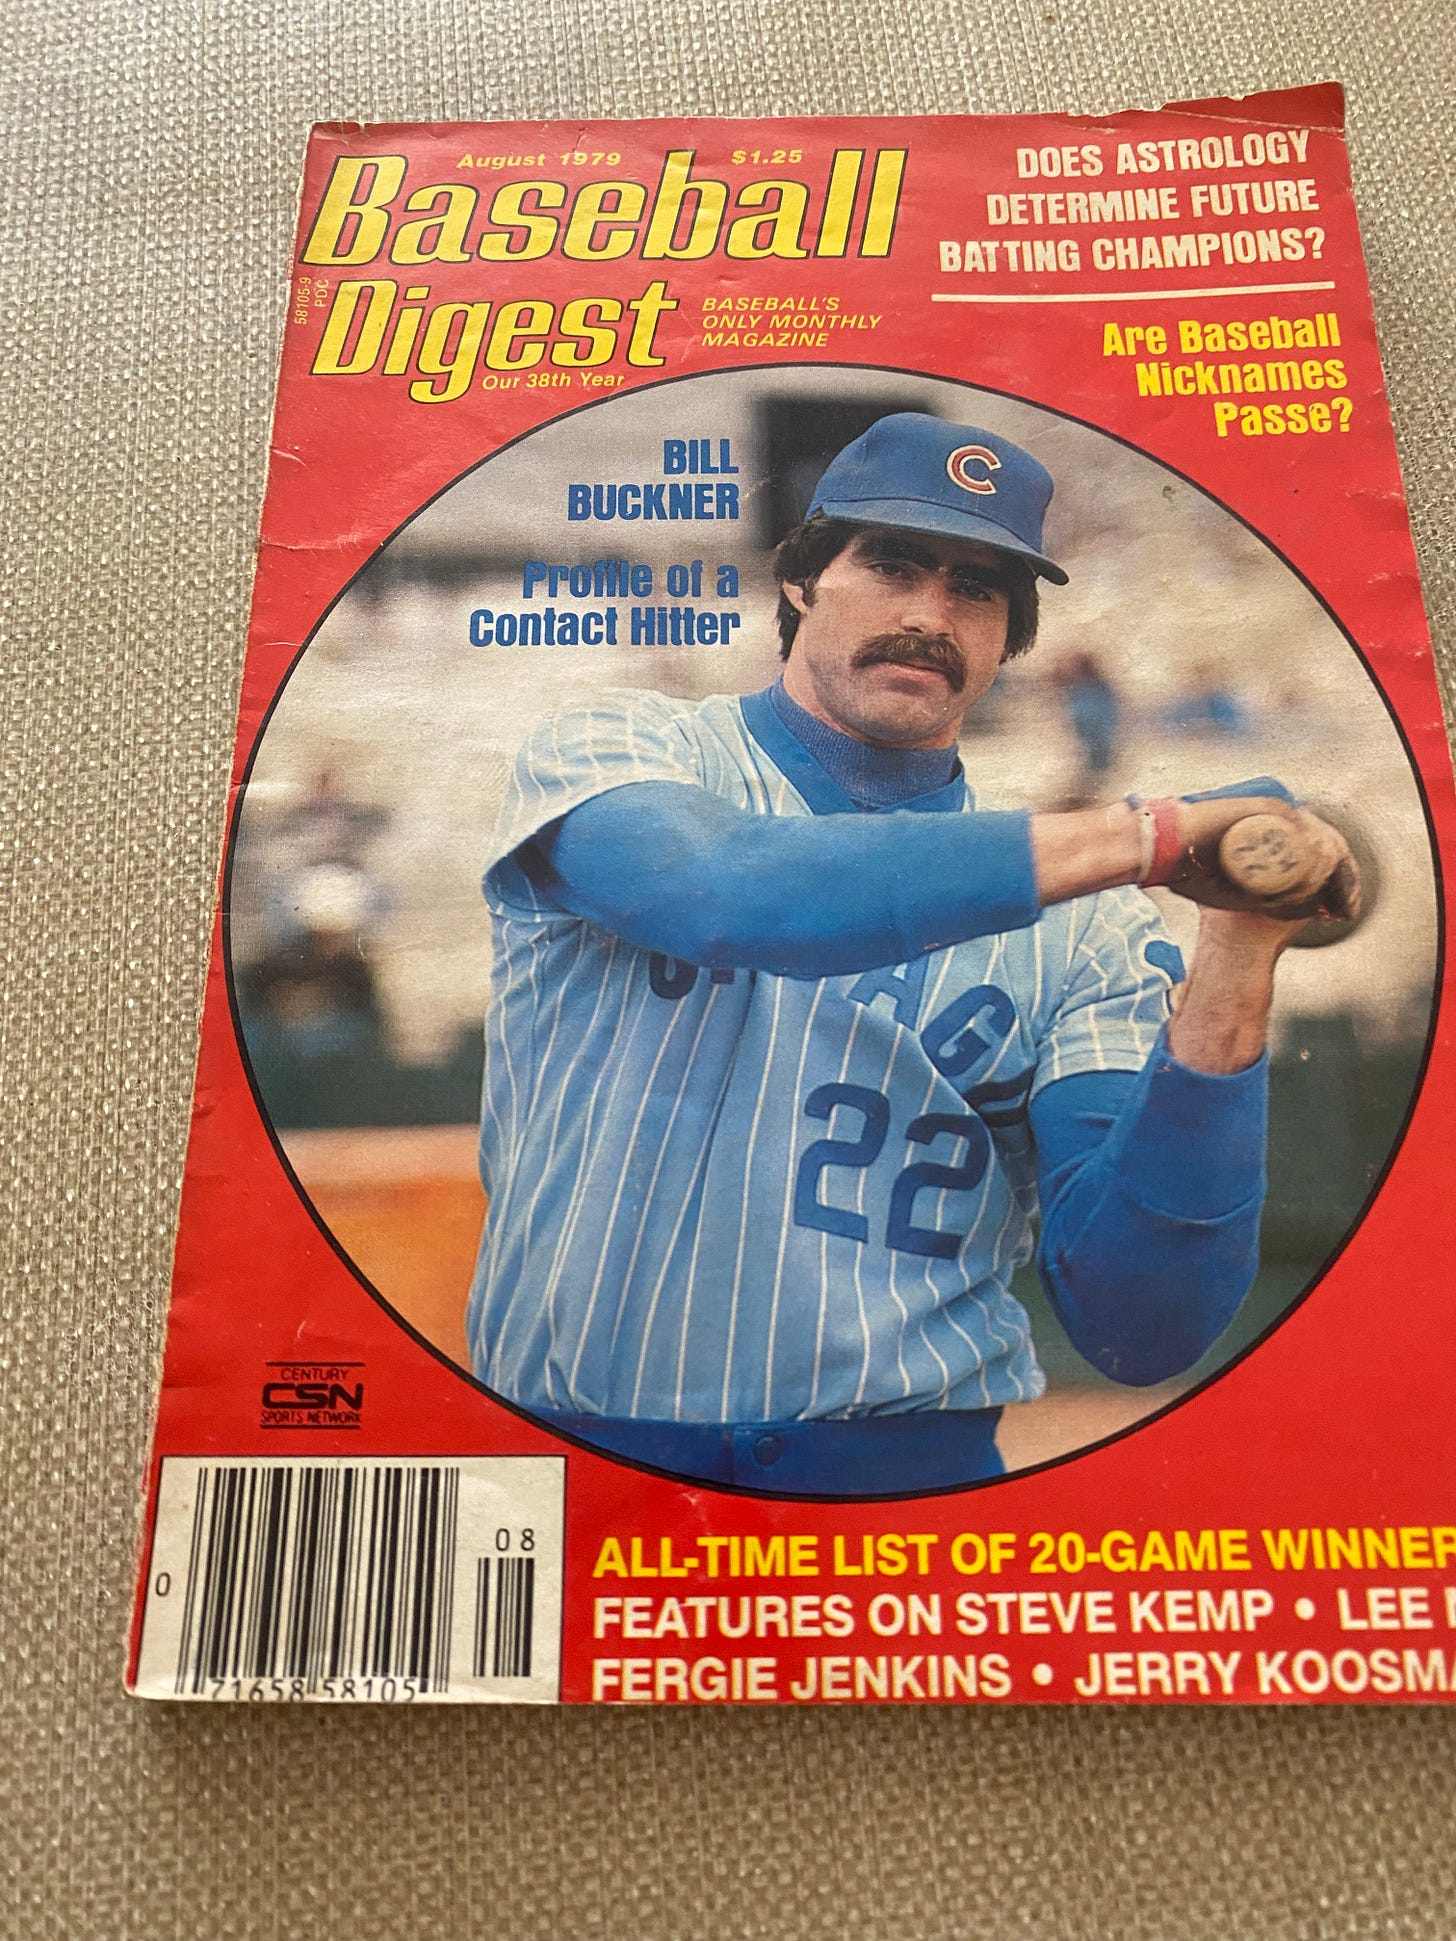 August 1979 $1.25
Baseball
Digest
BASEBALL'S
ONLY MONTHLY
MAGAZINE
Our 38th Year
58105-9
PDC
DOES ASTROLOGY
DETERMINE FUTURE
BATTING CHAMPIONS?
Are Baseball
Nicknames
Passe?
BILL
BUCKNER
Profile of a
Contact Hitter
C
22
CENTURY
CSN
SPORTS NETWORK
08
0
71658 58105
ALL-TIME LIST OF 20-GAME WINNER
FEATURES ON STEVE KEMP • LEE
FERGIE JENKINS • JERRY KOOSM